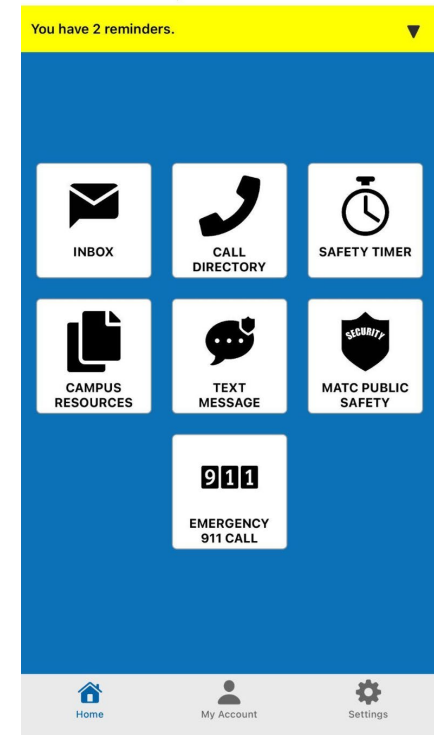 You have 2 reminders.
INBOX
CALL
DIRECTORY
SAFETY TIMER
SECURITY
CAMPUS
RESOURCES
TEXT
MESSAGE
MATC PUBLIC
SAFETY
911
EMERGENCY
911 CALL
Home
My Account
Settings